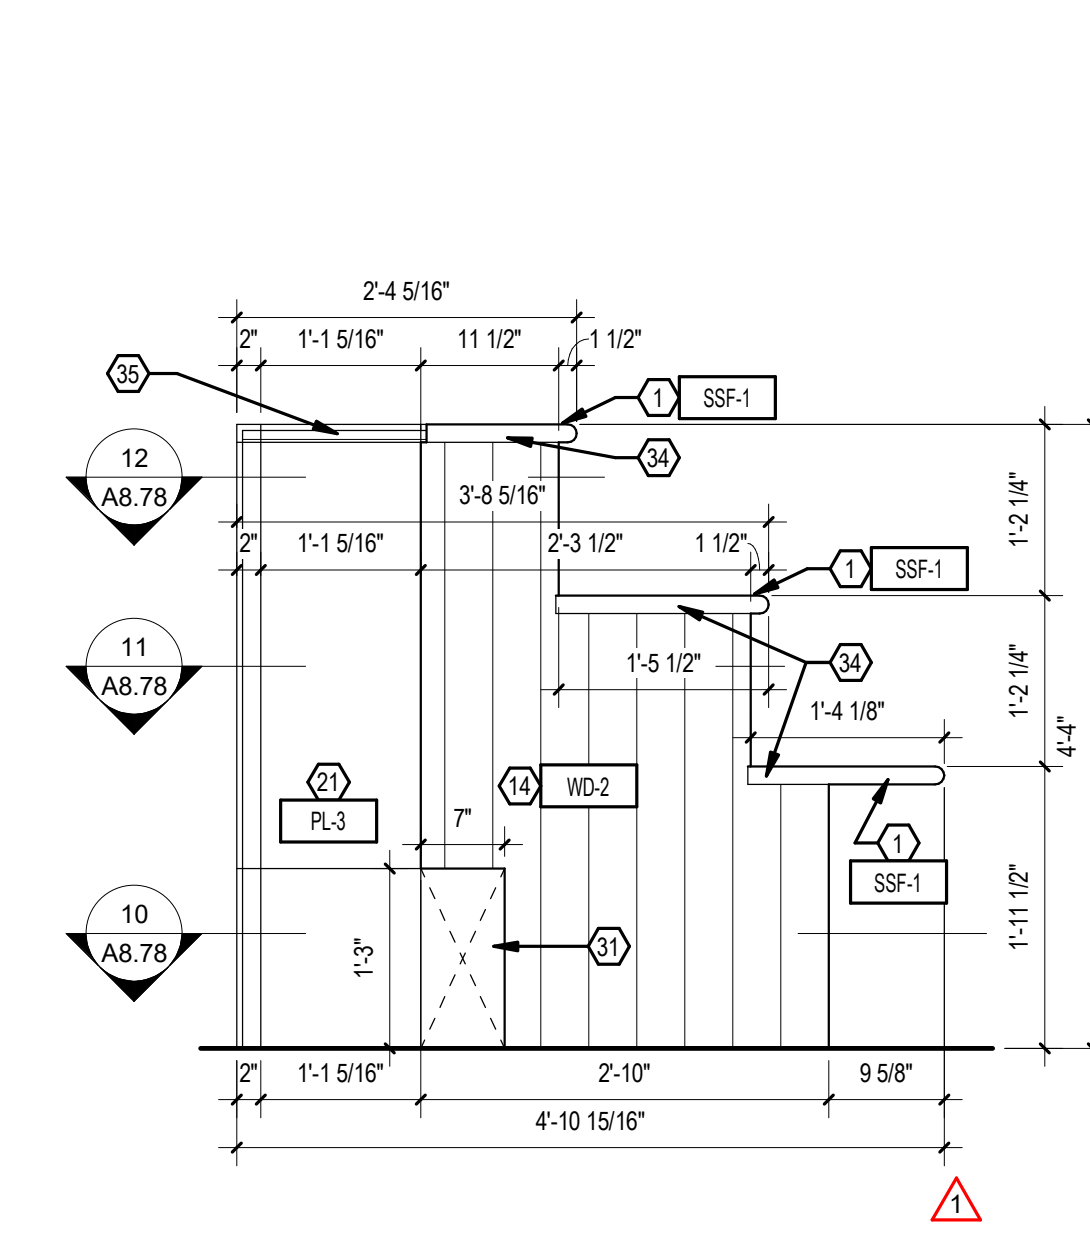 2'-4 5/16"
2" 1'-1 5/16" 11 1/2" 1 1/2"
35
1 SSF-1
34
12
A8.78
3'-8 5/16"
1'-2 1/4"
2" 1'-1 5/16" 2'-3 1/2" 1 1/2"
1 SSF-1
11
A8.78
1'-5 1/2"
34
1'-2 1/4"
1'-4 1/8"
4'-4"
21
PL-3
14 WD-2
7"
1
SSF-1
10
A8.78
1'-3"
31
1'-11 1/2"
2" 1'-1 5/16" 2'-10" 9 5/8"
4'-10 15/16"
1